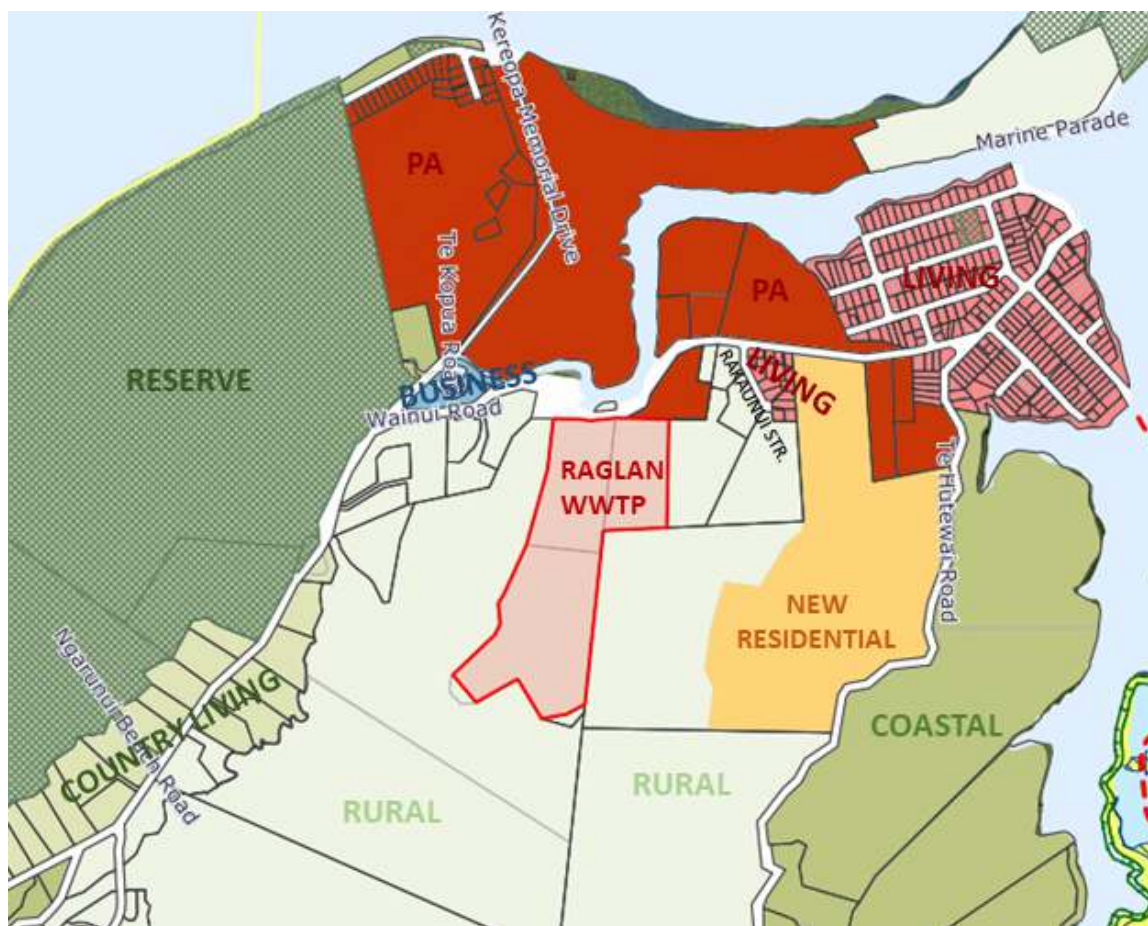 Kereopa Memorial Drive
Marine Parade
PA
LIVING
PA
Te Kopua Road
RESERVE
BUSINESS
LIVING
RAKAUNUI STR.
Wainui Road
RAGLAN
WWTP
Te Hutewai Road
NEW
RESIDENTIAL
Ngarunui Beach Road
COUNTRY LIVING
COASTAL
RURAL
RURAL